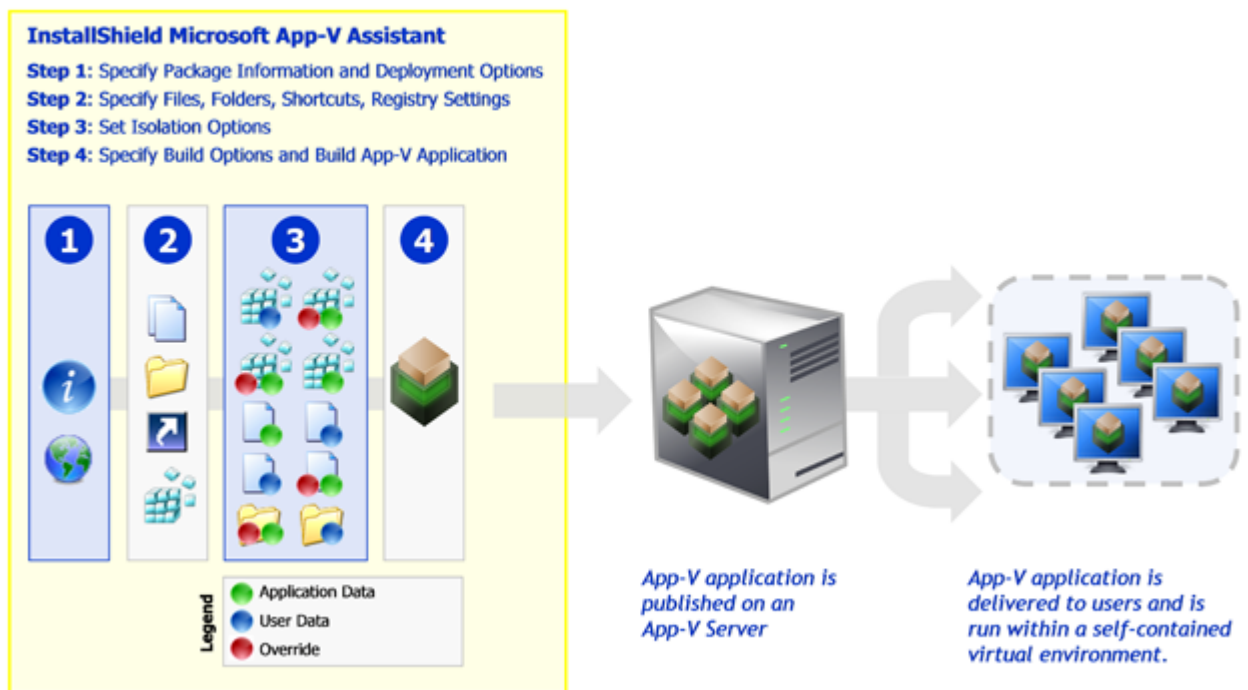 InstallShield Microsoft App-V Assistant
Step 1: Specify Package Information and Deployment Options
Step 2: Specify Files, Folders, Shortcuts, Registry Settings
Step 3: Set Isolation Options
Step 4: Specify Build Options and Build App-V Application
1
2
3
4
i
Legend
Application Data
User Data
Override
App-V application is
published on an
App-V Server
App-V application is
delivered to users and is
run within a self-contained
virtual environment.